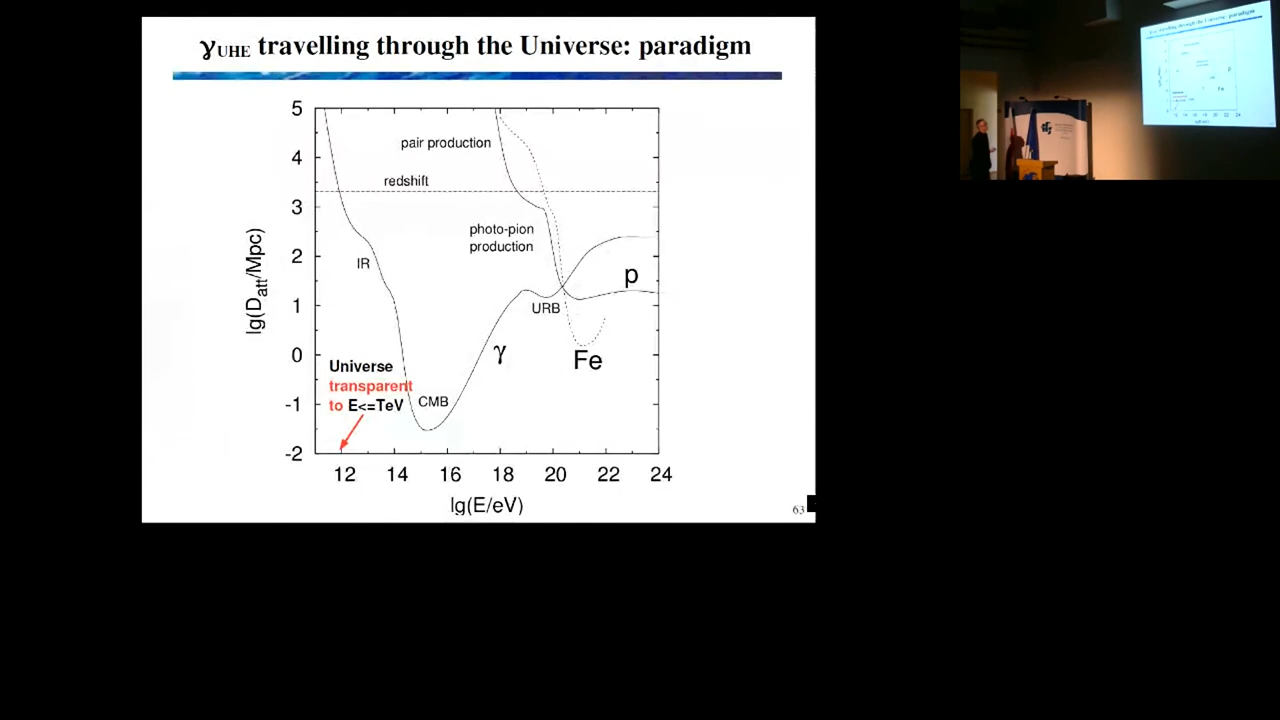 γUHE travelling through the Universe: paradigm
5
4
3
2
1
0
-1
-2
lg(Datt/Mpc)
pair production
redshift
photo-pion
production
IR
p
URB
γ
Fe
Universe
transparent
to E<=TeV
CMB
12 14 16 18 20 22 24
lg(E/eV)
63